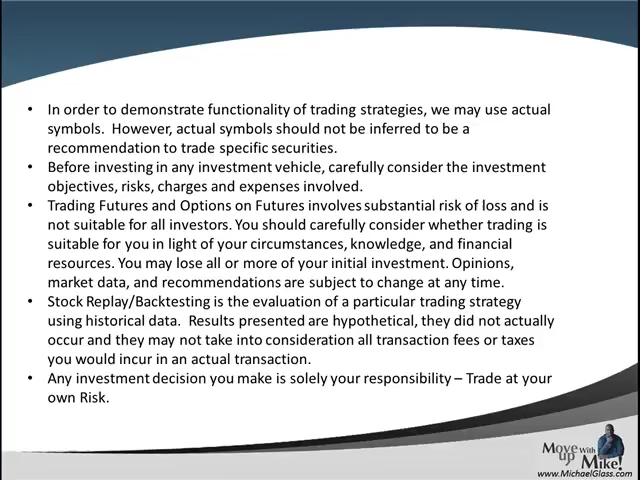 • In order to demonstrate functionality of trading strategies, we may use actual
symbols. However, actual symbols should not be inferred to be a
recommendation to trade specific securities.
• Before investing in any investment vehicle, carefully consider the investment
objectives, risks, charges and expenses involved.
• Trading Futures and Options on Futures involves substantial risk of loss and is
not suitable for all investors. You should carefully consider whether trading is
suitable for you in light of your circumstances, knowledge, and financial
resources. You may lose all or more of your initial investment. Opinions,
market data, and recommendations are subject to change at any time.
• Stock Replay/Backtesting is the evaluation of a particular trading strategy
using historical data. Results presented are hypothetical, they did not actually
occur and they may not take into consideration all transaction fees or taxes
you would incur in an actual transaction.
• Any investment decision you make is solely your responsibility – Trade at your
own Risk.
Move up With Mike!
www.MichaelGlass.com